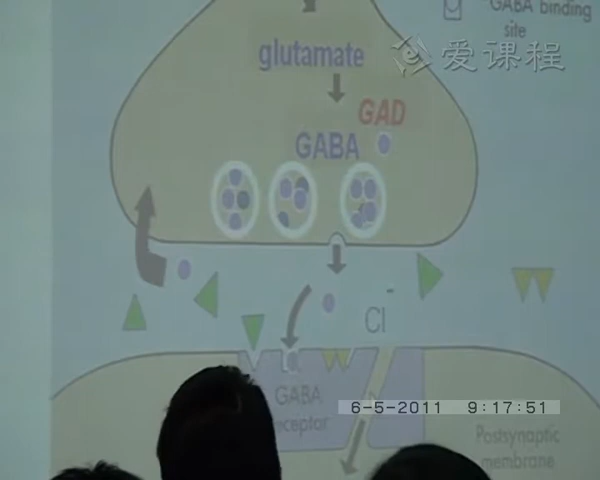 GABA binding
site
glutamate
爱课程
GAD
GABA
Cl-
GABA
receptor
6-5-2011 9:17:51
Postsynaptic
membrane